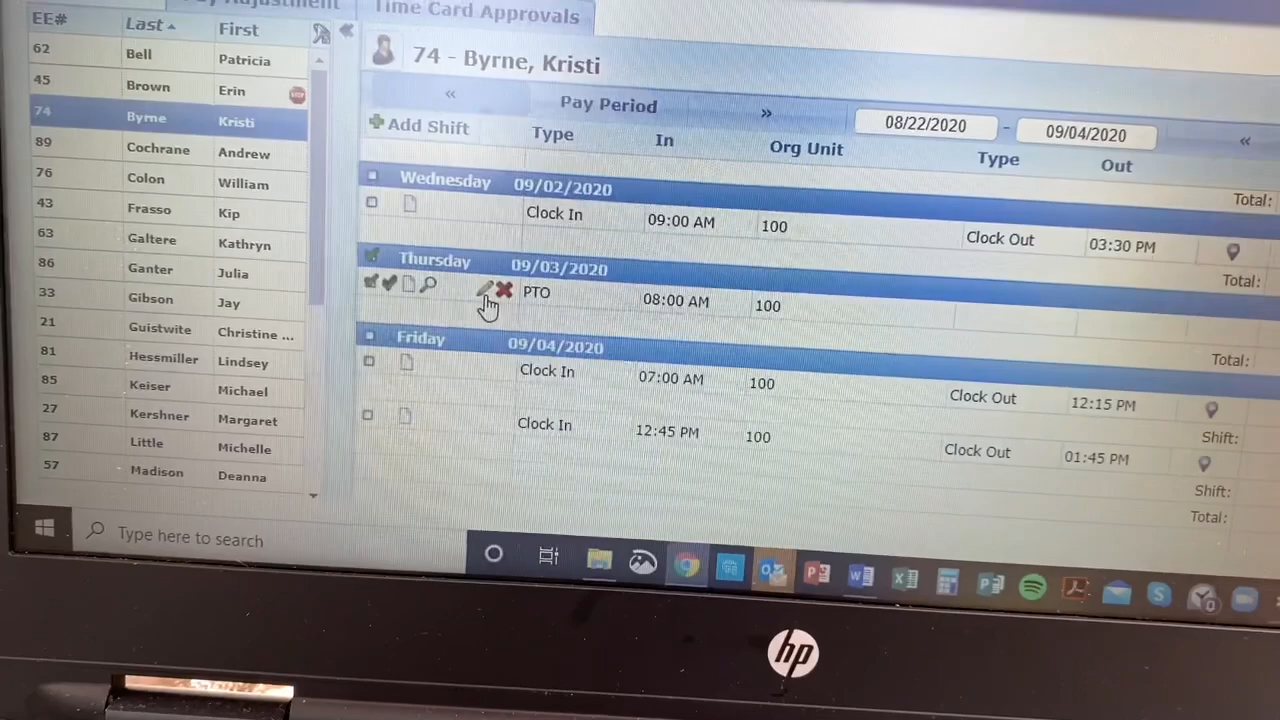 Time Card Approvals
EE# Last First
62 Bell Patricia
45 Brown Erin
74 Byrne Kristi
89 Cochrane Andrew
76 Colon William
43 Frasso Kip
63 Galtere Kathryn
86 Ganter Julia
33 Gibson Jay
21 Guistwite Christine ...
81 Hessmiller Lindsey
85 Keiser Michael
27 Kershner Margaret
87 Little Michelle
57 Madison Deanna
74 - Byrne, Kristi
« Pay Period » 08/22/2020 - 09/04/2020 «
Add Shift Type In Org Unit Type Out
Wednesday 09/02/2020 Total:
Clock In 09:00 AM 100 Clock Out 03:30 PM
Total:
Thursday 09/03/2020
PTO 08:00 AM 100
Total:
Friday 09/04/2020
Clock In 07:00 AM 100 Clock Out 12:15 PM
Shift:
Clock In 12:45 PM 100 Clock Out 01:45 PM
Shift:
Total:
Type here to search
hp